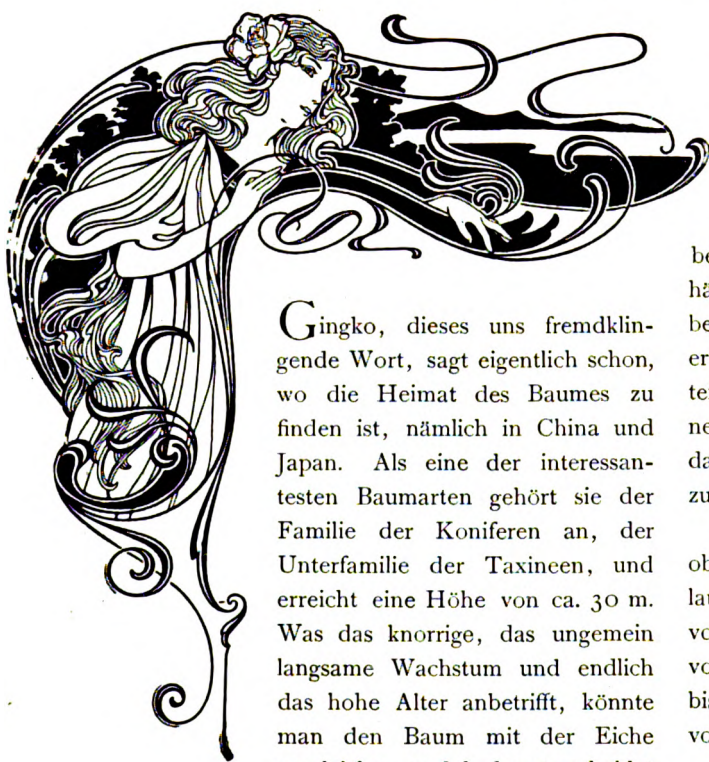 Gingko, dieses uns fremdklin-
gende Wort, sagt eigentlich schon,
wo die Heimat des Baumes zu
finden ist, nämlich in China und
Japan. Als eine der interessan-
testen Baumarten gehört sie der
Familie der Koniferen an, der
Unterfamilie der Taxineen, und
erreicht eine Höhe von ca. 30 m.
Was das knorrige, das ungemein
langsame Wachstum und endlich
das hohe Alter anbetrifft, könnte
man den Baum mit der Eiche